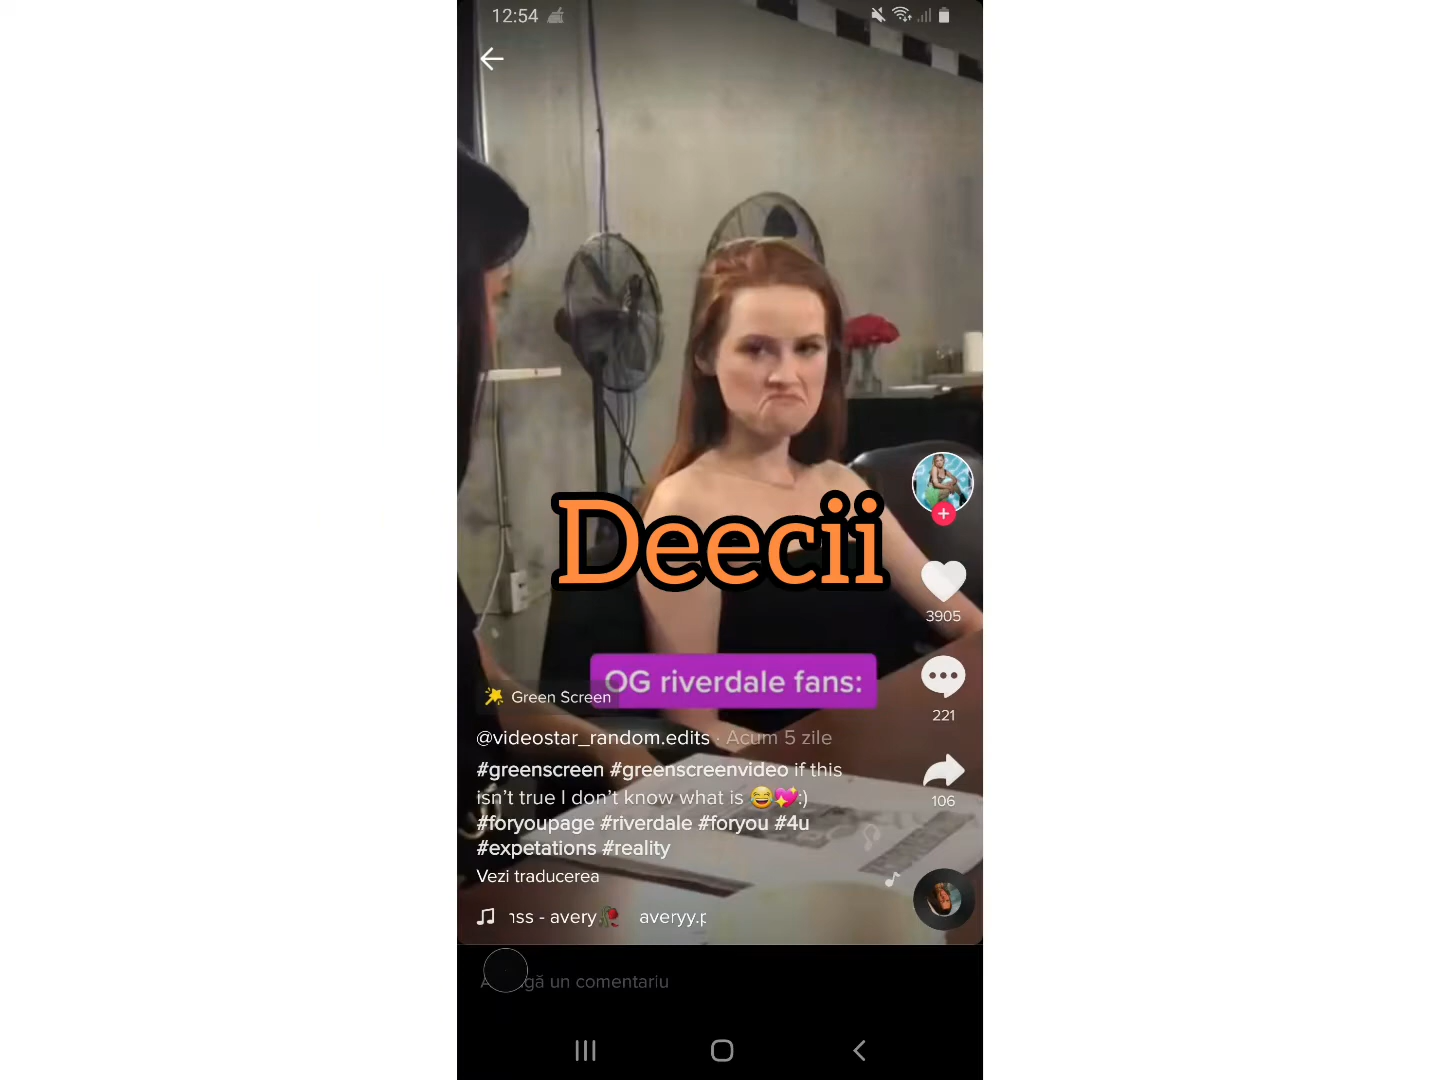 12:54
Deecii
OG riverdale fans:
Green Screen
@videostar_random.edits · Acum 5 zile
#greenscreen #greenscreenvideo if this
isn't true I don't know what is 😂💖:)
#foryoupage #riverdale #foryou #4u
#expetations #reality
Vezi traducerea
- avery🥀 averyy.p
3905
221
106
un comentariu